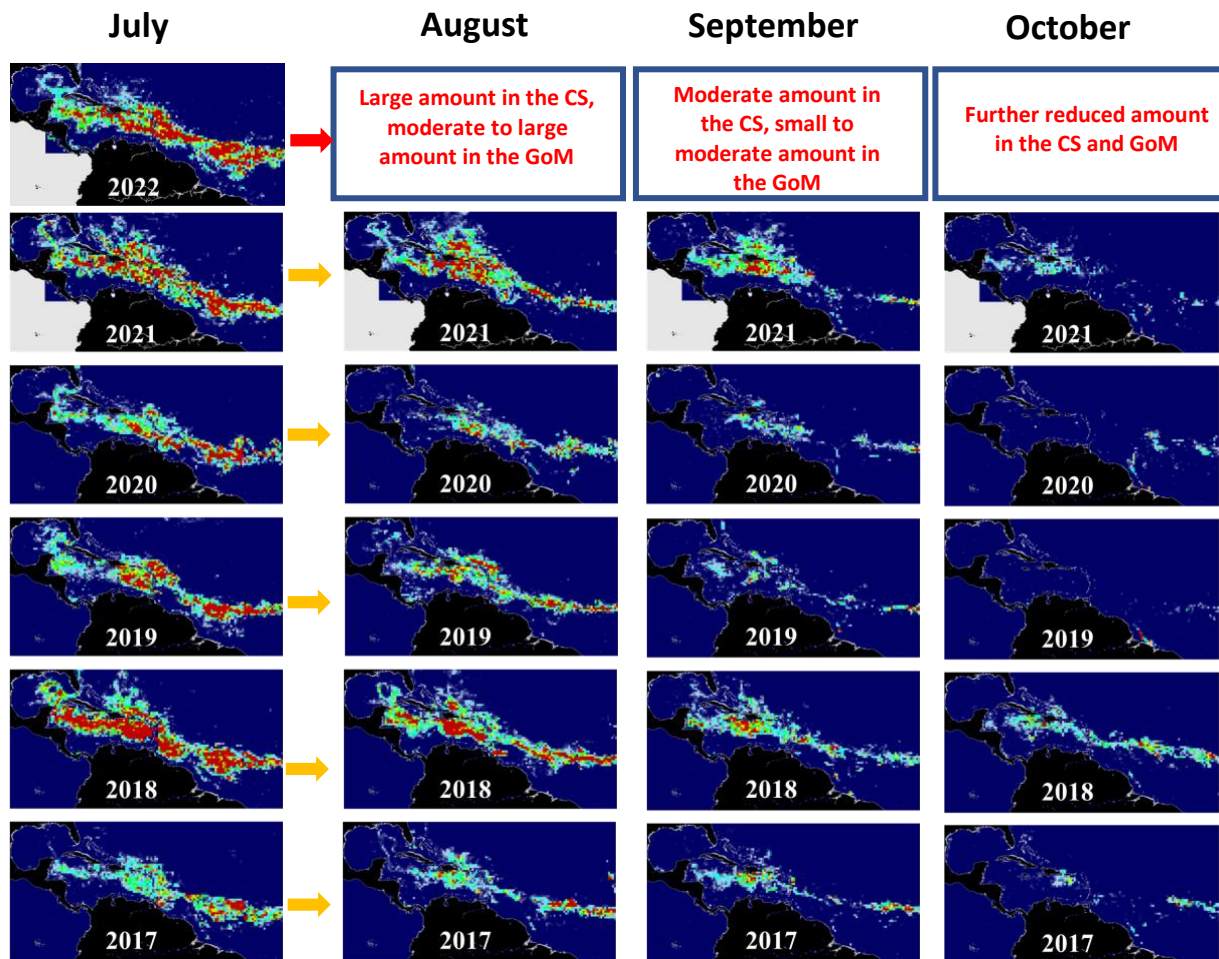 July
August
September
October
Large amount in the CS,
moderate to large
amount in the GoM
Moderate amount in
the CS, small to
moderate amount in
the GoM
Further reduced amount
in the CS and GoM
2022
2021
2021
2021
2021
2020
2020
2020
2020
2019
2019
2019
2019
2018
2018
2018
2018
2017
2017
2017
2017